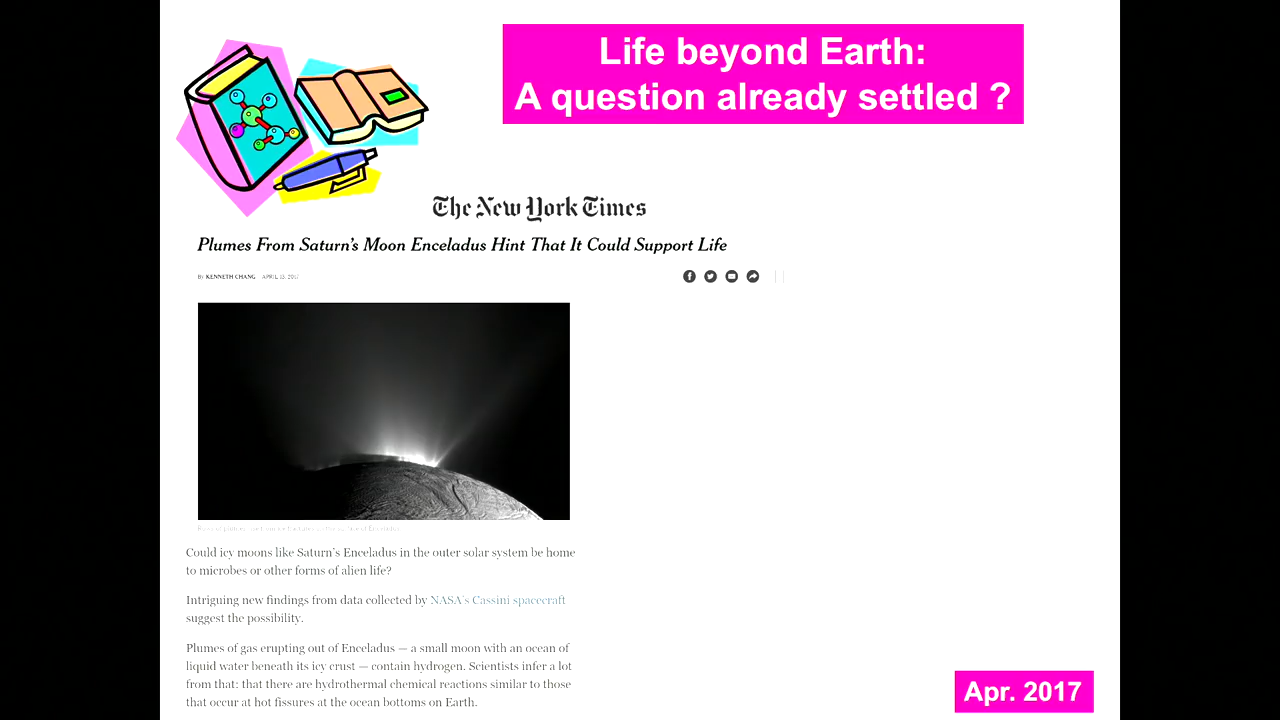 Life beyond Earth:
A question already settled ?
The New York Times
Plumes From Saturn's Moon Enceladus Hint That It Could Support Life
By KENNETH CHANG APRIL 13, 2017
Could icy moons like Saturn's Enceladus in the outer solar system be home
to microbes or other forms of alien life?
Intriguing new findings from data collected by NASA's Cassini spacecraft
suggest the possibility.
Plumes of gas erupting out of Enceladus — a small moon with an ocean of
liquid water beneath its icy crust — contain hydrogen. Scientists infer a lot
from that: that there are hydrothermal chemical reactions similar to those
that occur at hot fissures at the ocean bottoms on Earth.
Apr. 2017